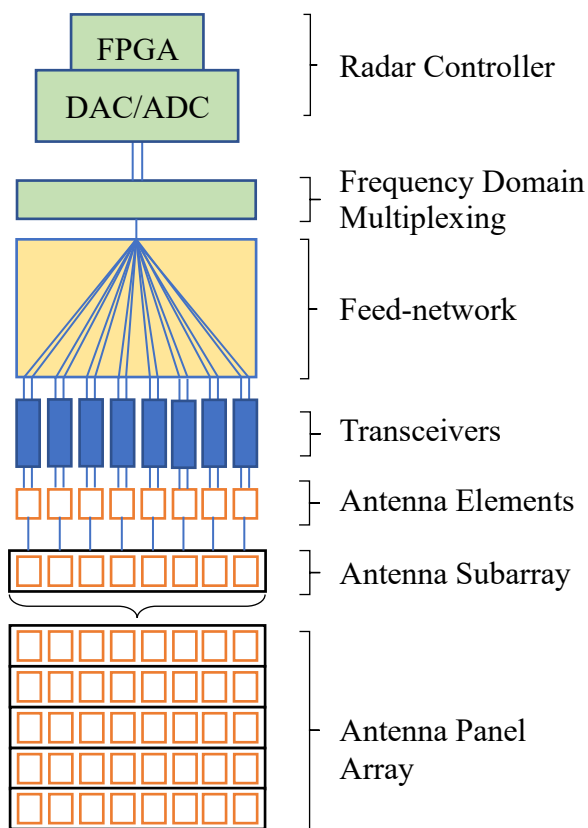 FPGA
DAC/ADC
Radar Controller
Frequency Domain
Multiplexing
Feed-network
Transceivers
Antenna Elements
Antenna Subarray
Antenna Panel
Array